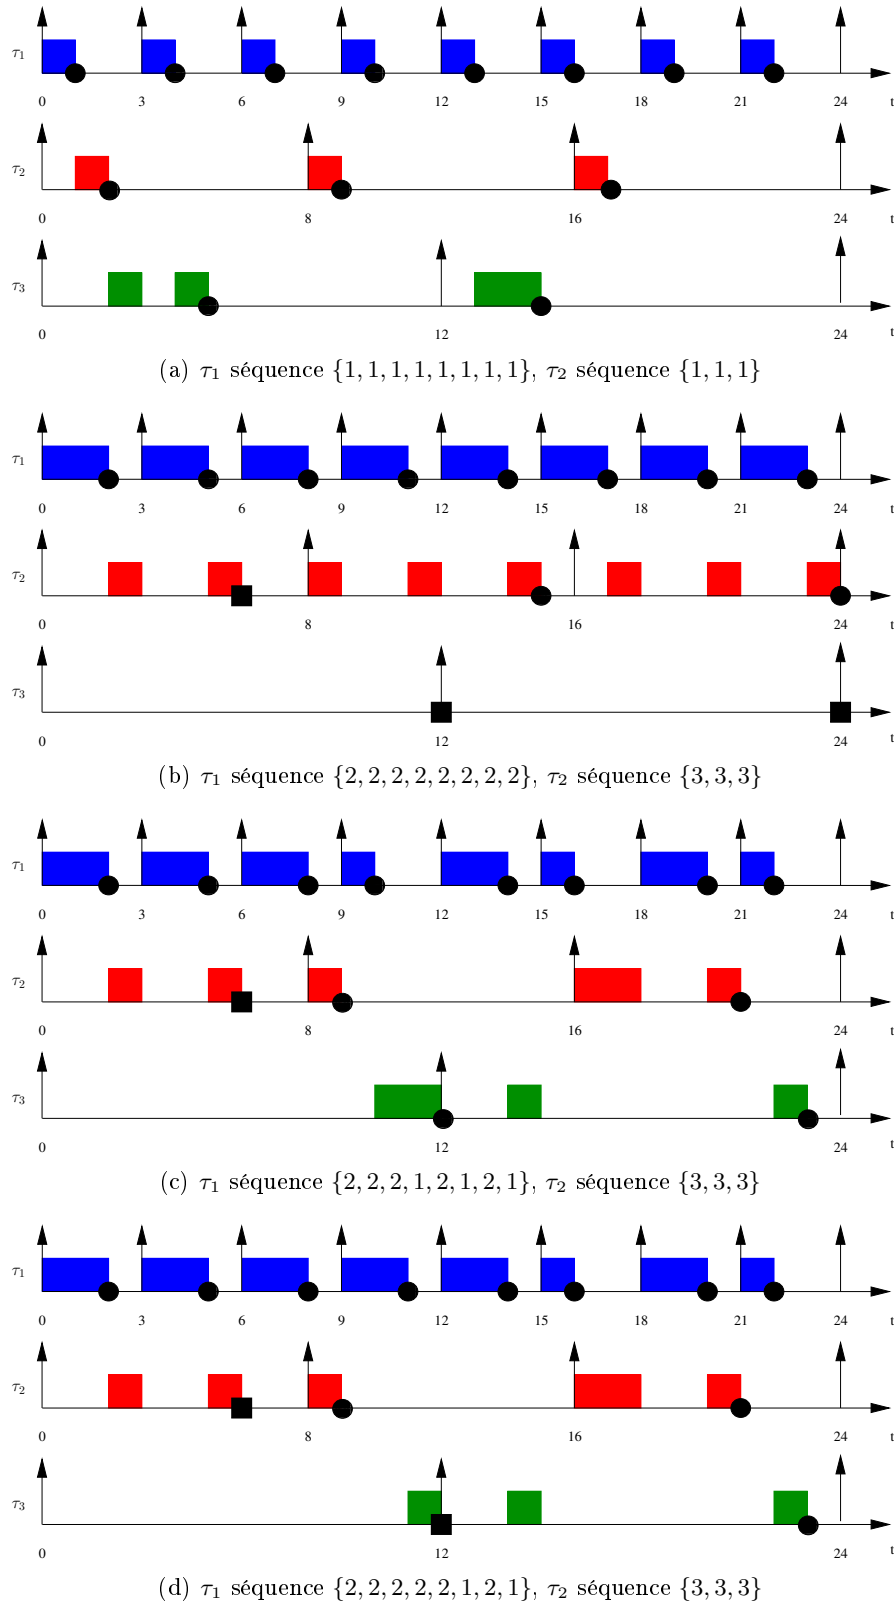 τ1
0 3 6 9 12 15 18 21 24 t
τ2
0 8 16 24 t
τ3
0 12 24 t
(a) τ1 séquence {1, 1, 1, 1, 1, 1, 1, 1}, τ2 séquence {1, 1, 1}
τ1
0 3 6 9 12 15 18 21 24 t
τ2
0 8 16 24 t
τ3
0 12 24 t
(b) τ1 séquence {2, 2, 2, 2, 2, 2, 2, 2}, τ2 séquence {3, 3, 3}
τ1
0 3 6 9 12 15 18 21 24 t
τ2
0 8 16 24 t
τ3
0 12 24 t
(c) τ1 séquence {2, 2, 2, 1, 2, 1, 2, 1}, τ2 séquence {3, 3, 3}
τ1
0 3 6 9 12 15 18 21 24 t
τ2
0 8 16 24 t
τ3
0 12 24 t
(d) τ1 séquence {2, 2, 2, 2, 2, 1, 2, 1}, τ2 séquence {3, 3, 3}